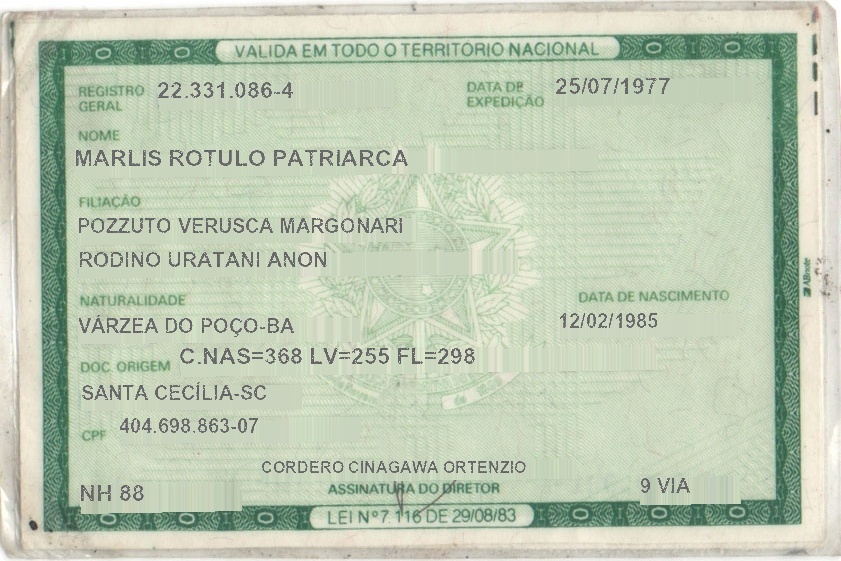 VALIDA EM TODO O TERRITORIO NACIONAL
REGISTRO GERAL 22.331.086-4 DATA DE EXPEDIÇÃO 25/07/1977
NOME
MARLIS ROTULO PATRIARCA
FILIAÇÃO
POZZUTO VERUSCA MARGONARI
RODINO URATANI ANON
NATURALIDADE DATA DE NASCIMENTO
VÁRZEA DO POÇO-BA 12/02/1985
DOC. ORIGEM C.NAS=368 LV=255 FL=298
SANTA CECÍLIA-SC
CPF 404.698.863-07
CORDERO CINAGAWA ORTENZIO
NH 88 ASSINATURA DO DIRETOR 9 VIA
LEI Nº 7.116 DE 29/08/83
ABnote